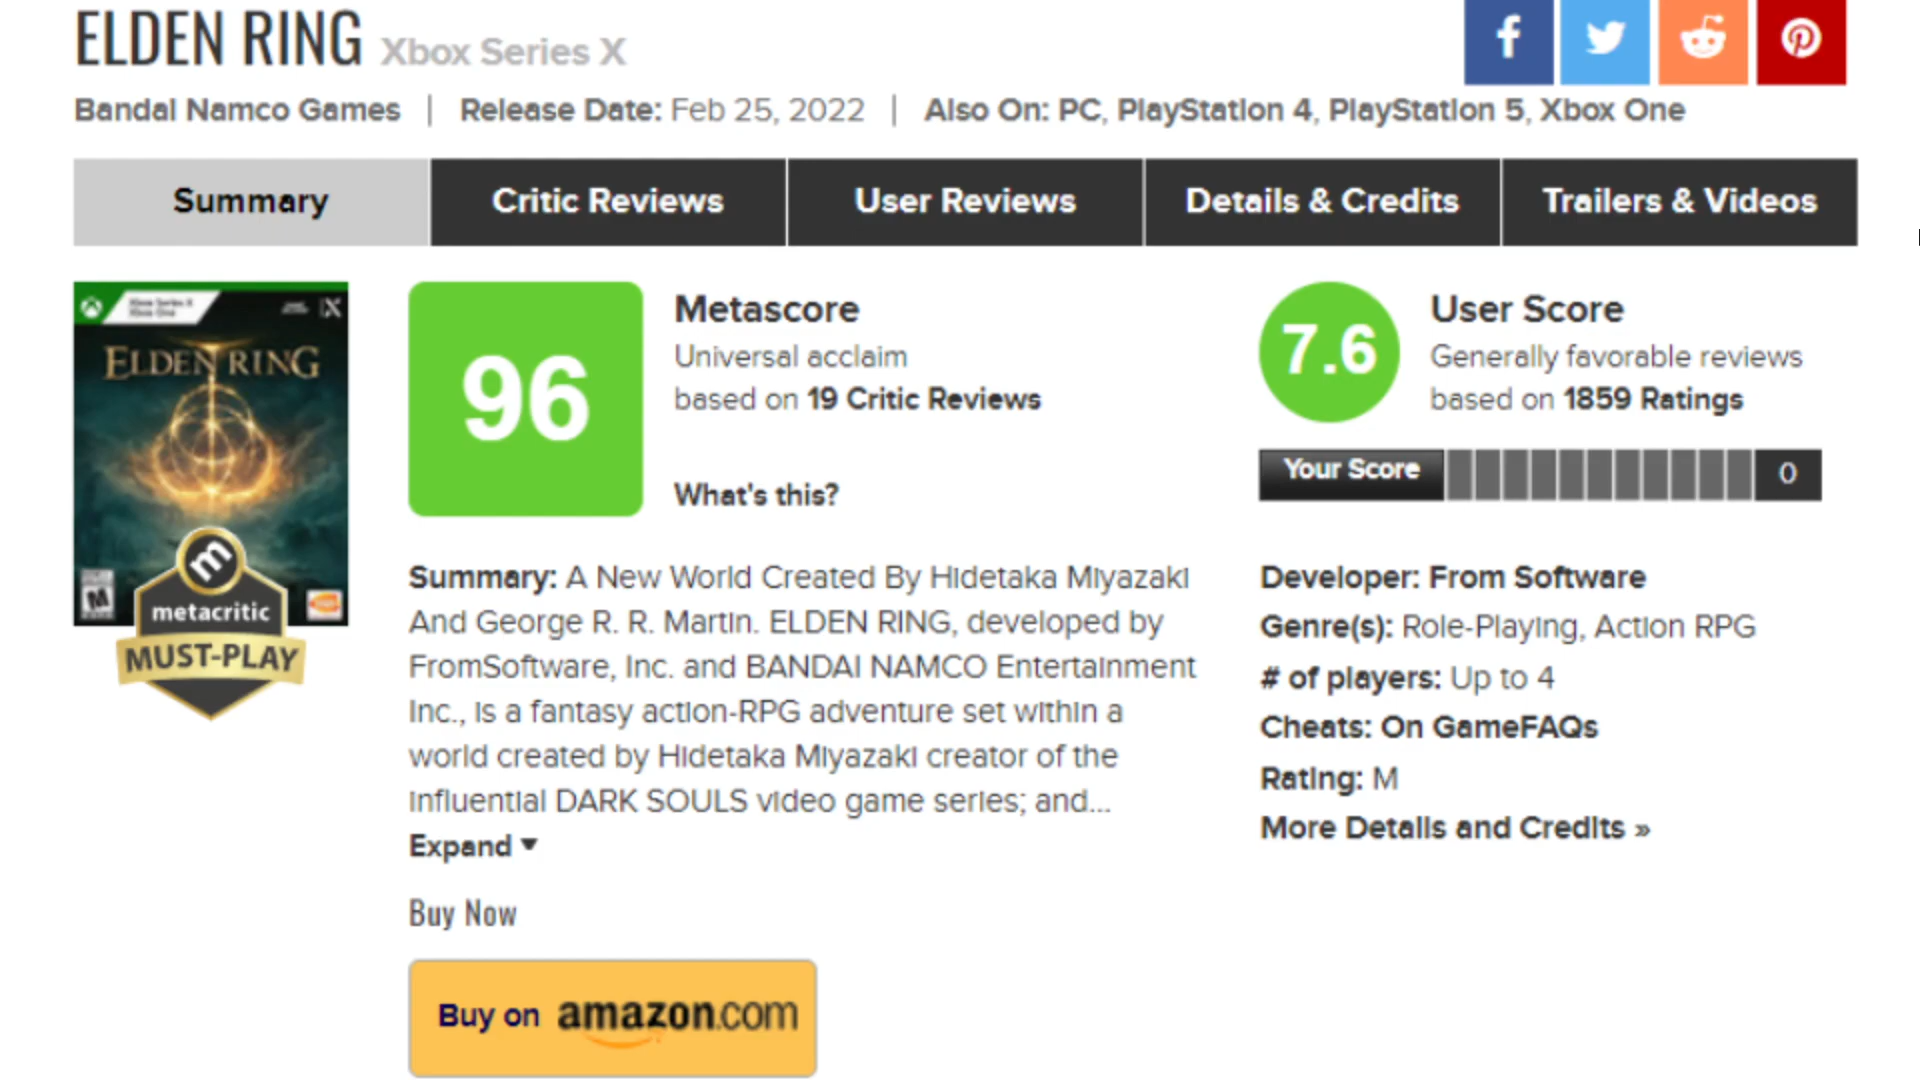 ELDEN RING Xbox Series X
Bandai Namco Games | Release Date: Feb 25, 2022 | Also On: PC, PlayStation 4, PlayStation 5, Xbox One
Summary Critic Reviews User Reviews Details & Credits Trailers & Videos
Xbox Series X
Xbox One
ELDEN RING
M
metacritic
MUST-PLAY
96
Metascore
Universal acclaim
based on 19 Critic Reviews
What's this?
7.6
User Score
Generally favorable reviews
based on 1859 Ratings
Your Score 0
Summary: A New World Created By Hidetaka Miyazaki
And George R. R. Martin. ELDEN RING, developed by
FromSoftware, Inc. and BANDAI NAMCO Entertainment
Inc., is a fantasy action-RPG adventure set within a
world created by Hidetaka Miyazaki creator of the
influential DARK SOULS video game series; and...
Expand
Buy Now
Buy on amazon.com
Developer: From Software
Genre(s): Role-Playing, Action RPG
# of players: Up to 4
Cheats: On GameFAQs
Rating: M
More Details and Credits »